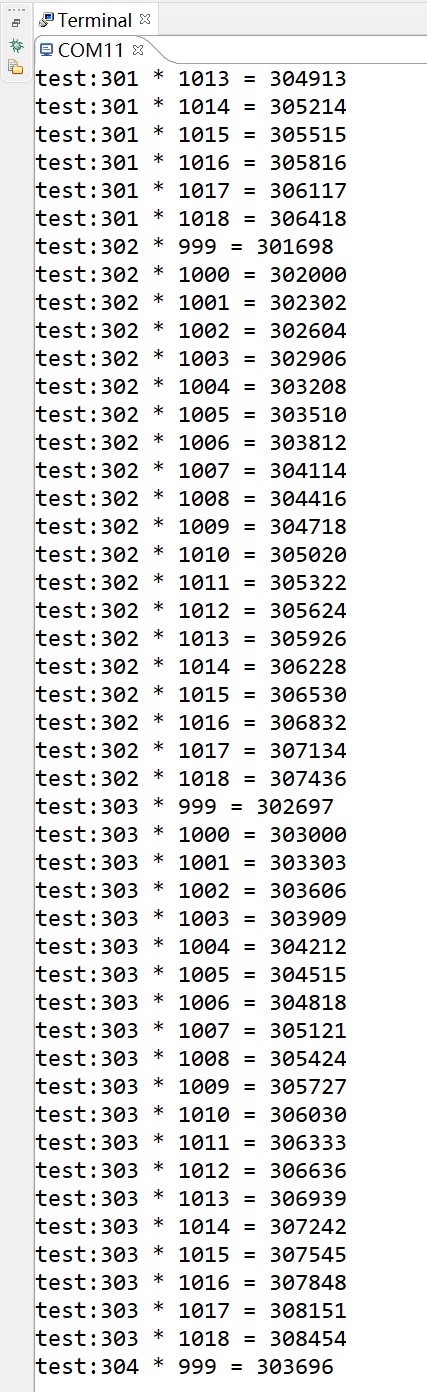 Terminal
COM11
test:301 * 1013 = 304913
test:301 * 1014 = 305214
test:301 * 1015 = 305515
test:301 * 1016 = 305816
test:301 * 1017 = 306117
test:301 * 1018 = 306418
test:302 * 999 = 301698
test:302 * 1000 = 302000
test:302 * 1001 = 302302
test:302 * 1002 = 302604
test:302 * 1003 = 302906
test:302 * 1004 = 303208
test:302 * 1005 = 303510
test:302 * 1006 = 303812
test:302 * 1007 = 304114
test:302 * 1008 = 304416
test:302 * 1009 = 304718
test:302 * 1010 = 305020
test:302 * 1011 = 305322
test:302 * 1012 = 305624
test:302 * 1013 = 305926
test:302 * 1014 = 306228
test:302 * 1015 = 306530
test:302 * 1016 = 306832
test:302 * 1017 = 307134
test:302 * 1018 = 307436
test:303 * 999 = 302697
test:303 * 1000 = 303000
test:303 * 1001 = 303303
test:303 * 1002 = 303606
test:303 * 1003 = 303909
test:303 * 1004 = 304212
test:303 * 1005 = 304515
test:303 * 1006 = 304818
test:303 * 1007 = 305121
test:303 * 1008 = 305424
test:303 * 1009 = 305727
test:303 * 1010 = 306030
test:303 * 1011 = 306333
test:303 * 1012 = 306636
test:303 * 1013 = 306939
test:303 * 1014 = 307242
test:303 * 1015 = 307545
test:303 * 1016 = 307848
test:303 * 1017 = 308151
test:303 * 1018 = 308454
test:304 * 999 = 303696